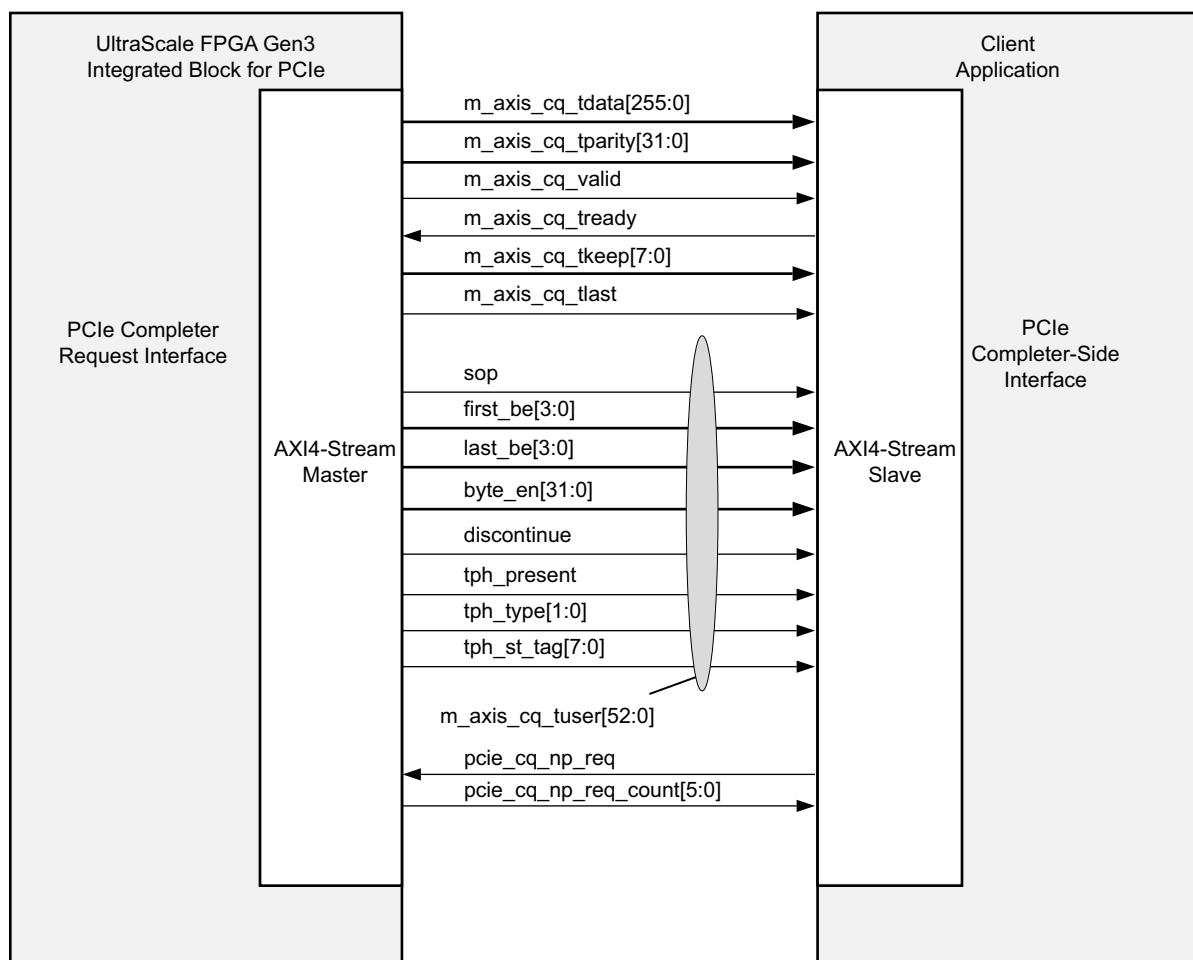 UltraScale FPGA Gen3
Integrated Block for PCIe
Client
Application
m_axis_cq_tdata[255:0]
m_axis_cq_tparity[31:0]
m_axis_cq_valid
m_axis_cq_tready
m_axis_cq_tkeep[7:0]
m_axis_cq_tlast
PCIe Completer
Request Interface
PCIe
Completer-Side
Interface
sop
first_be[3:0]
last_be[3:0]
byte_en[31:0]
discontinue
tph_present
tph_type[1:0]
tph_st_tag[7:0]
AXI4-Stream
Master
AXI4-Stream
Slave
m_axis_cq_tuser[52:0]
pcie_cq_np_req
pcie_cq_np_req_count[5:0]